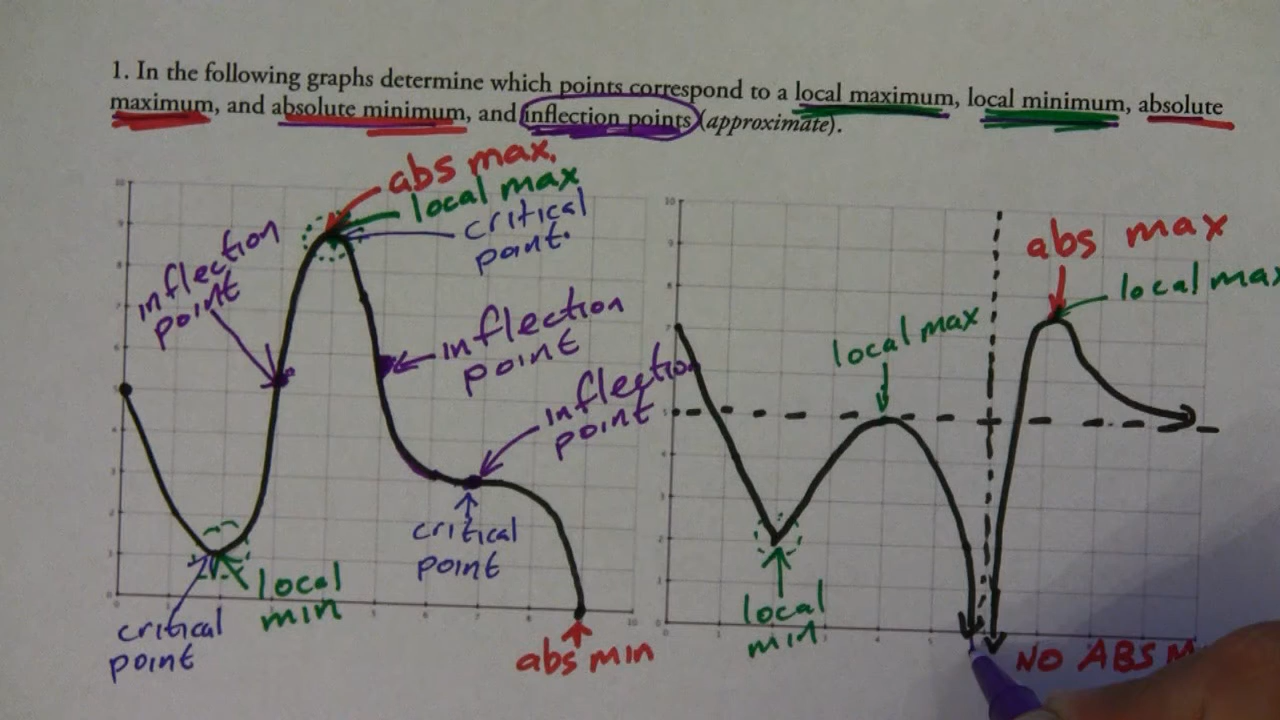 1. In the following graphs determine which points correspond to a local maximum, local minimum, absolute
maximum, and absolute minimum, and inflection points (approximate).
abs max.
local max
critical
point.
inflection
point
inflection
point
inflection
point
critical
point
local
min
critical
point
abs min
abs max
local max
local max
local
min
NO ABS M